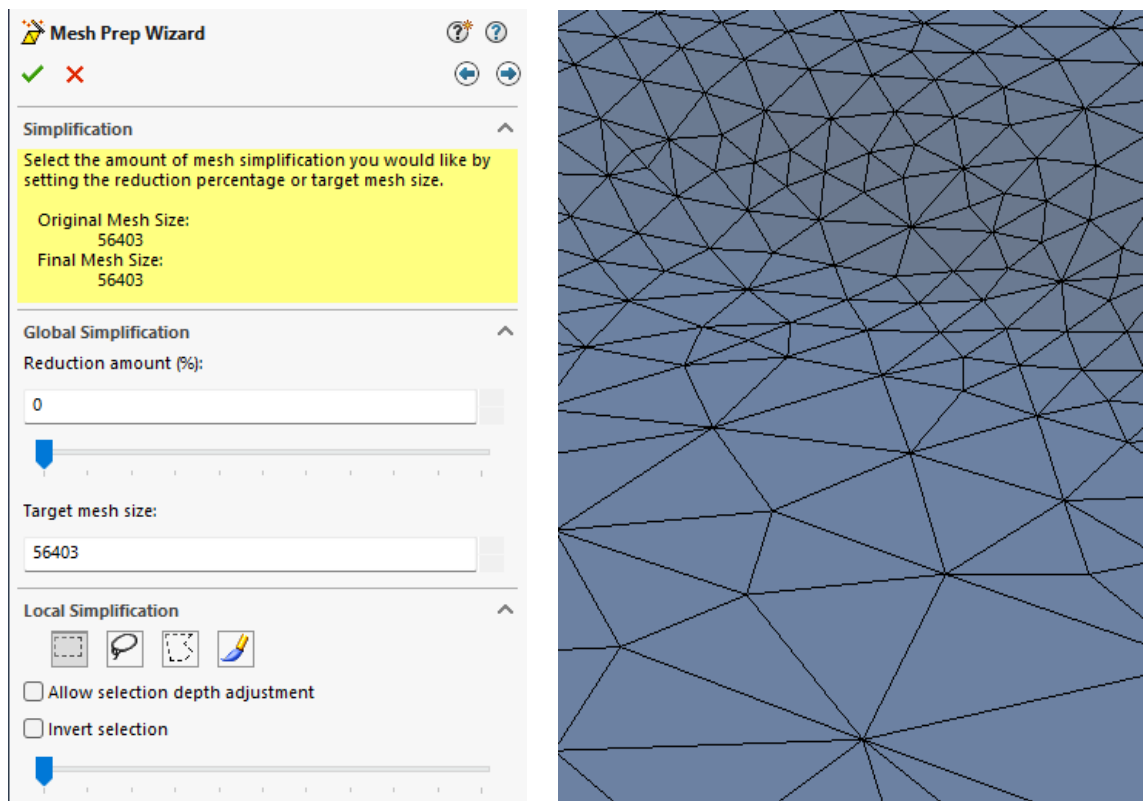 Mesh Prep Wizard
Simplification
Select the amount of mesh simplification you would like by
setting the reduction percentage or target mesh size.
Original Mesh Size:
56403
Final Mesh Size:
56403
Global Simplification
Reduction amount (%):
0
Target mesh size:
56403
Local Simplification
Allow selection depth adjustment
Invert selection